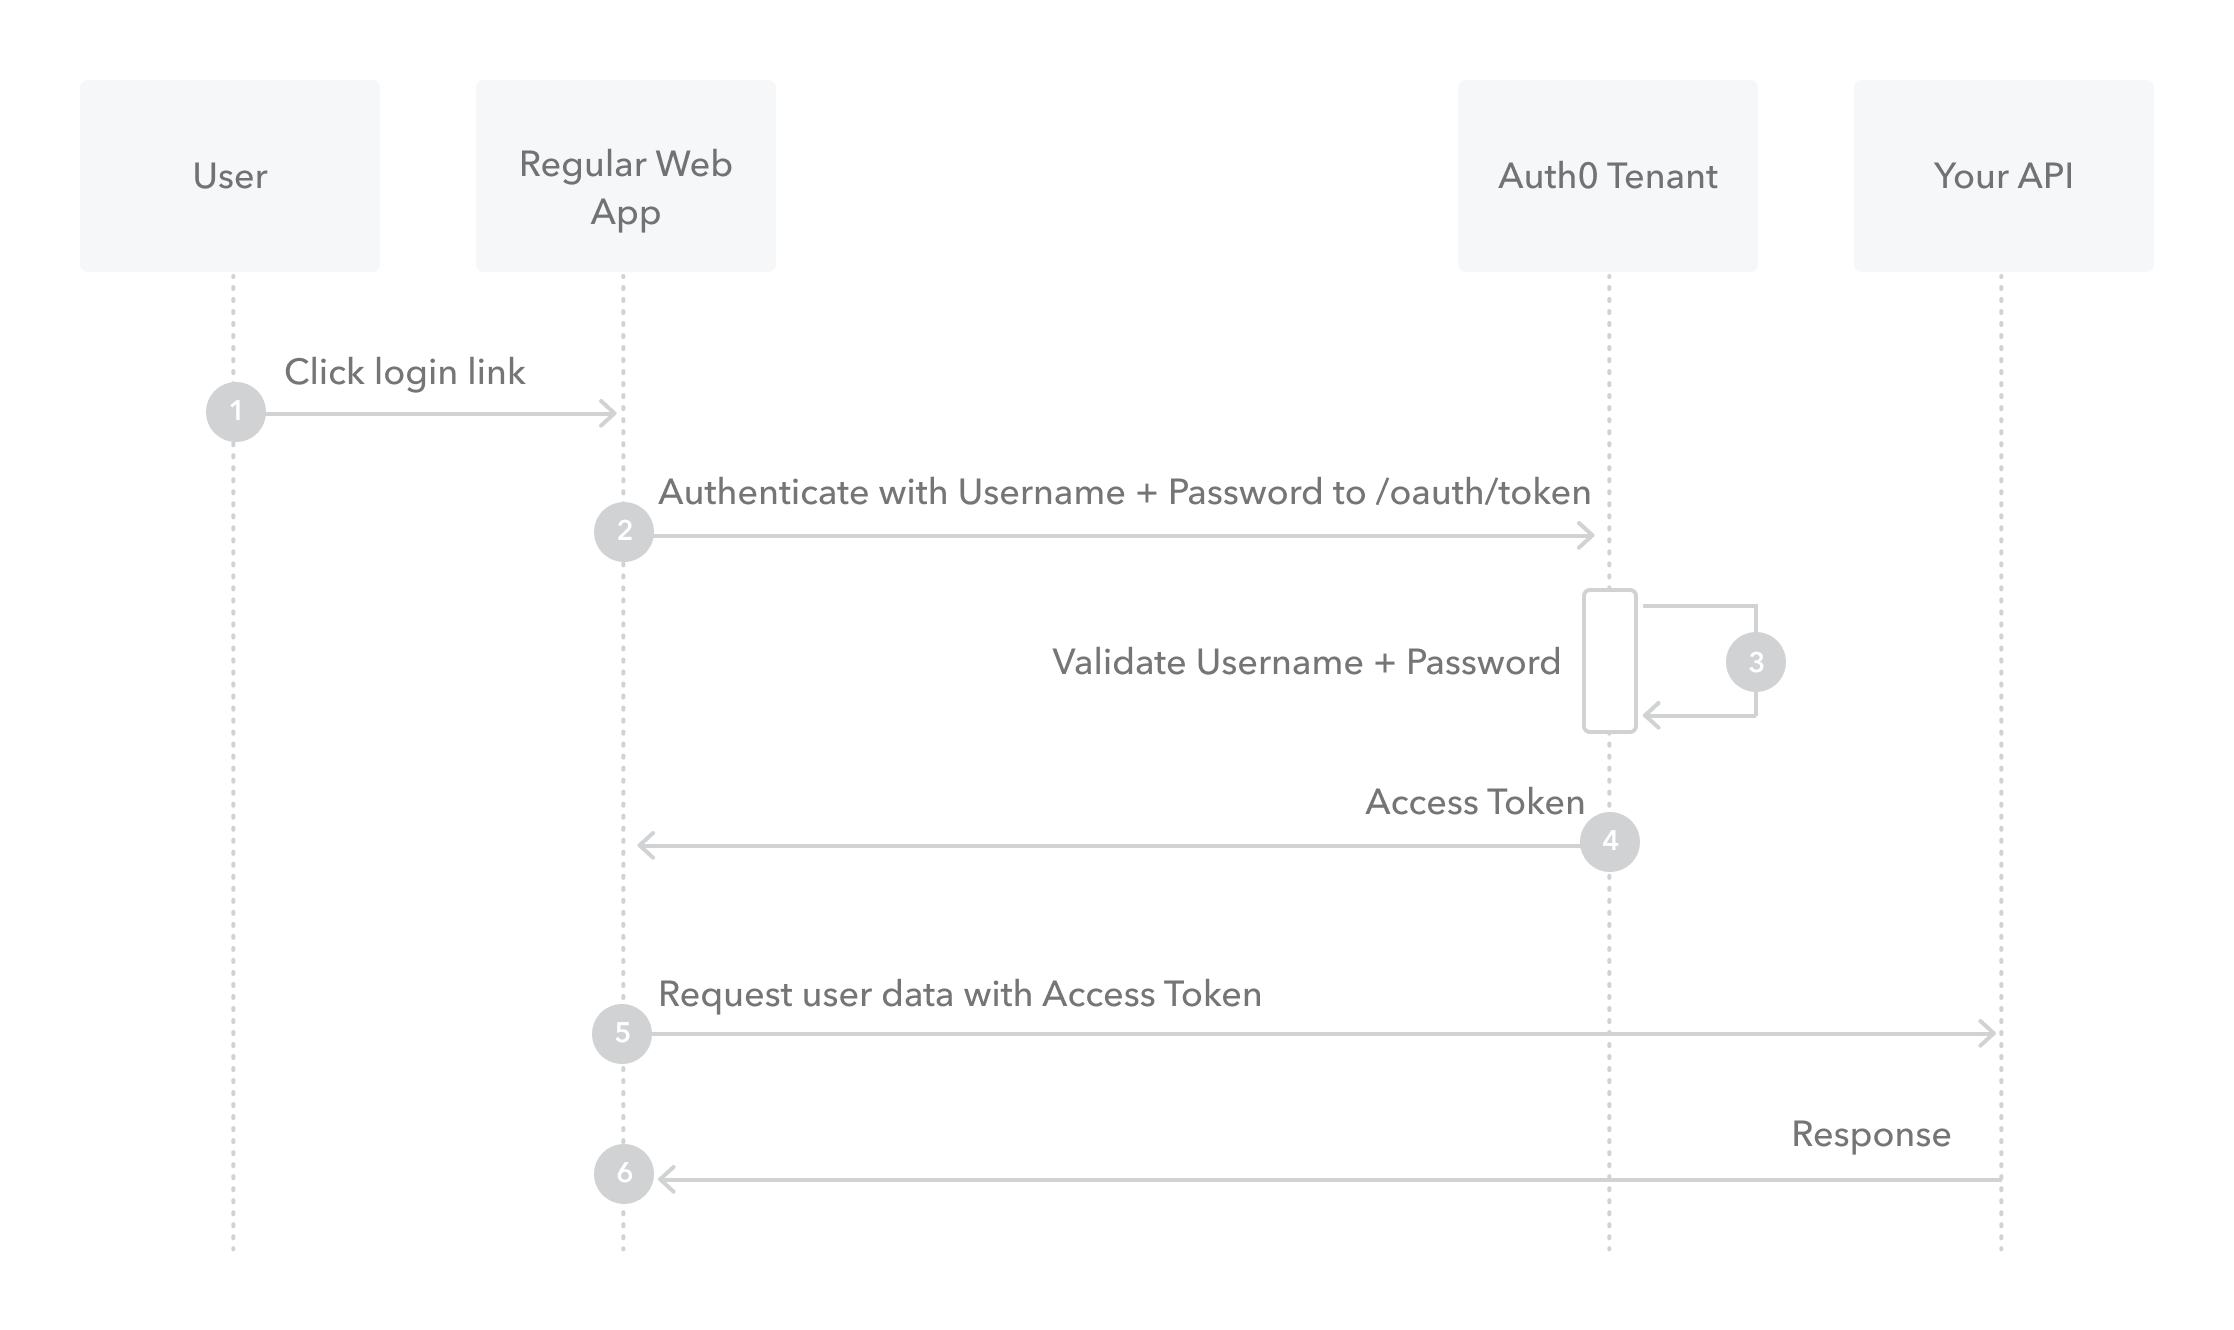 User
Regular Web
App
Auth0 Tenant
Your API
Click login link
1
Authenticate with Username + Password to /oauth/token
2
Validate Username + Password
3
Access Token
4
Request user data with Access Token
5
Response
6